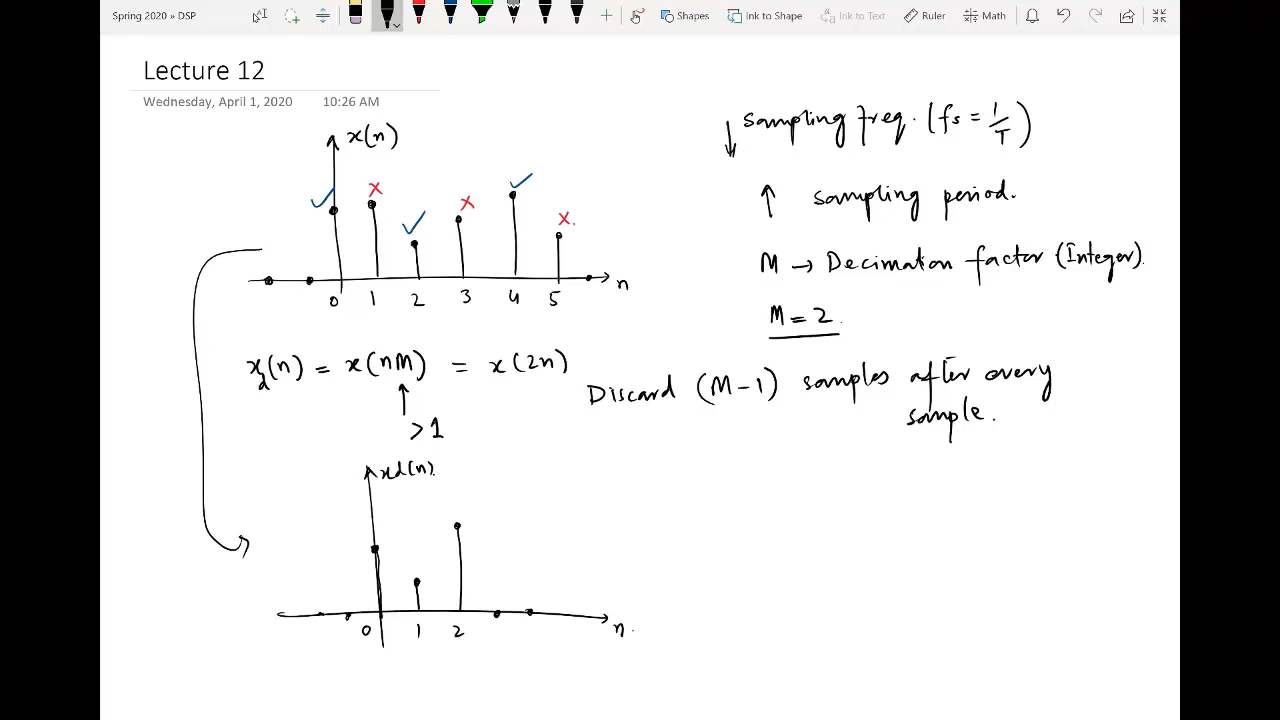 Spring 2020 » DSP
Shapes
Ink to Shape
Ink to Text
Ruler
Math
Lecture 12
Wednesday, April 1, 2020 10:26 AM
x(n)
0 1 2 3 4 5 n
↓ sampling freq. (fs = 1/T)
↑ sampling period.
M → Decimation factor (Integer).
M = 2.
x_d(n) = x(nM) = x(2n)
↑
>1
Discard (M-1) samples after every
sample.
xd(n).
0 1 2 n.